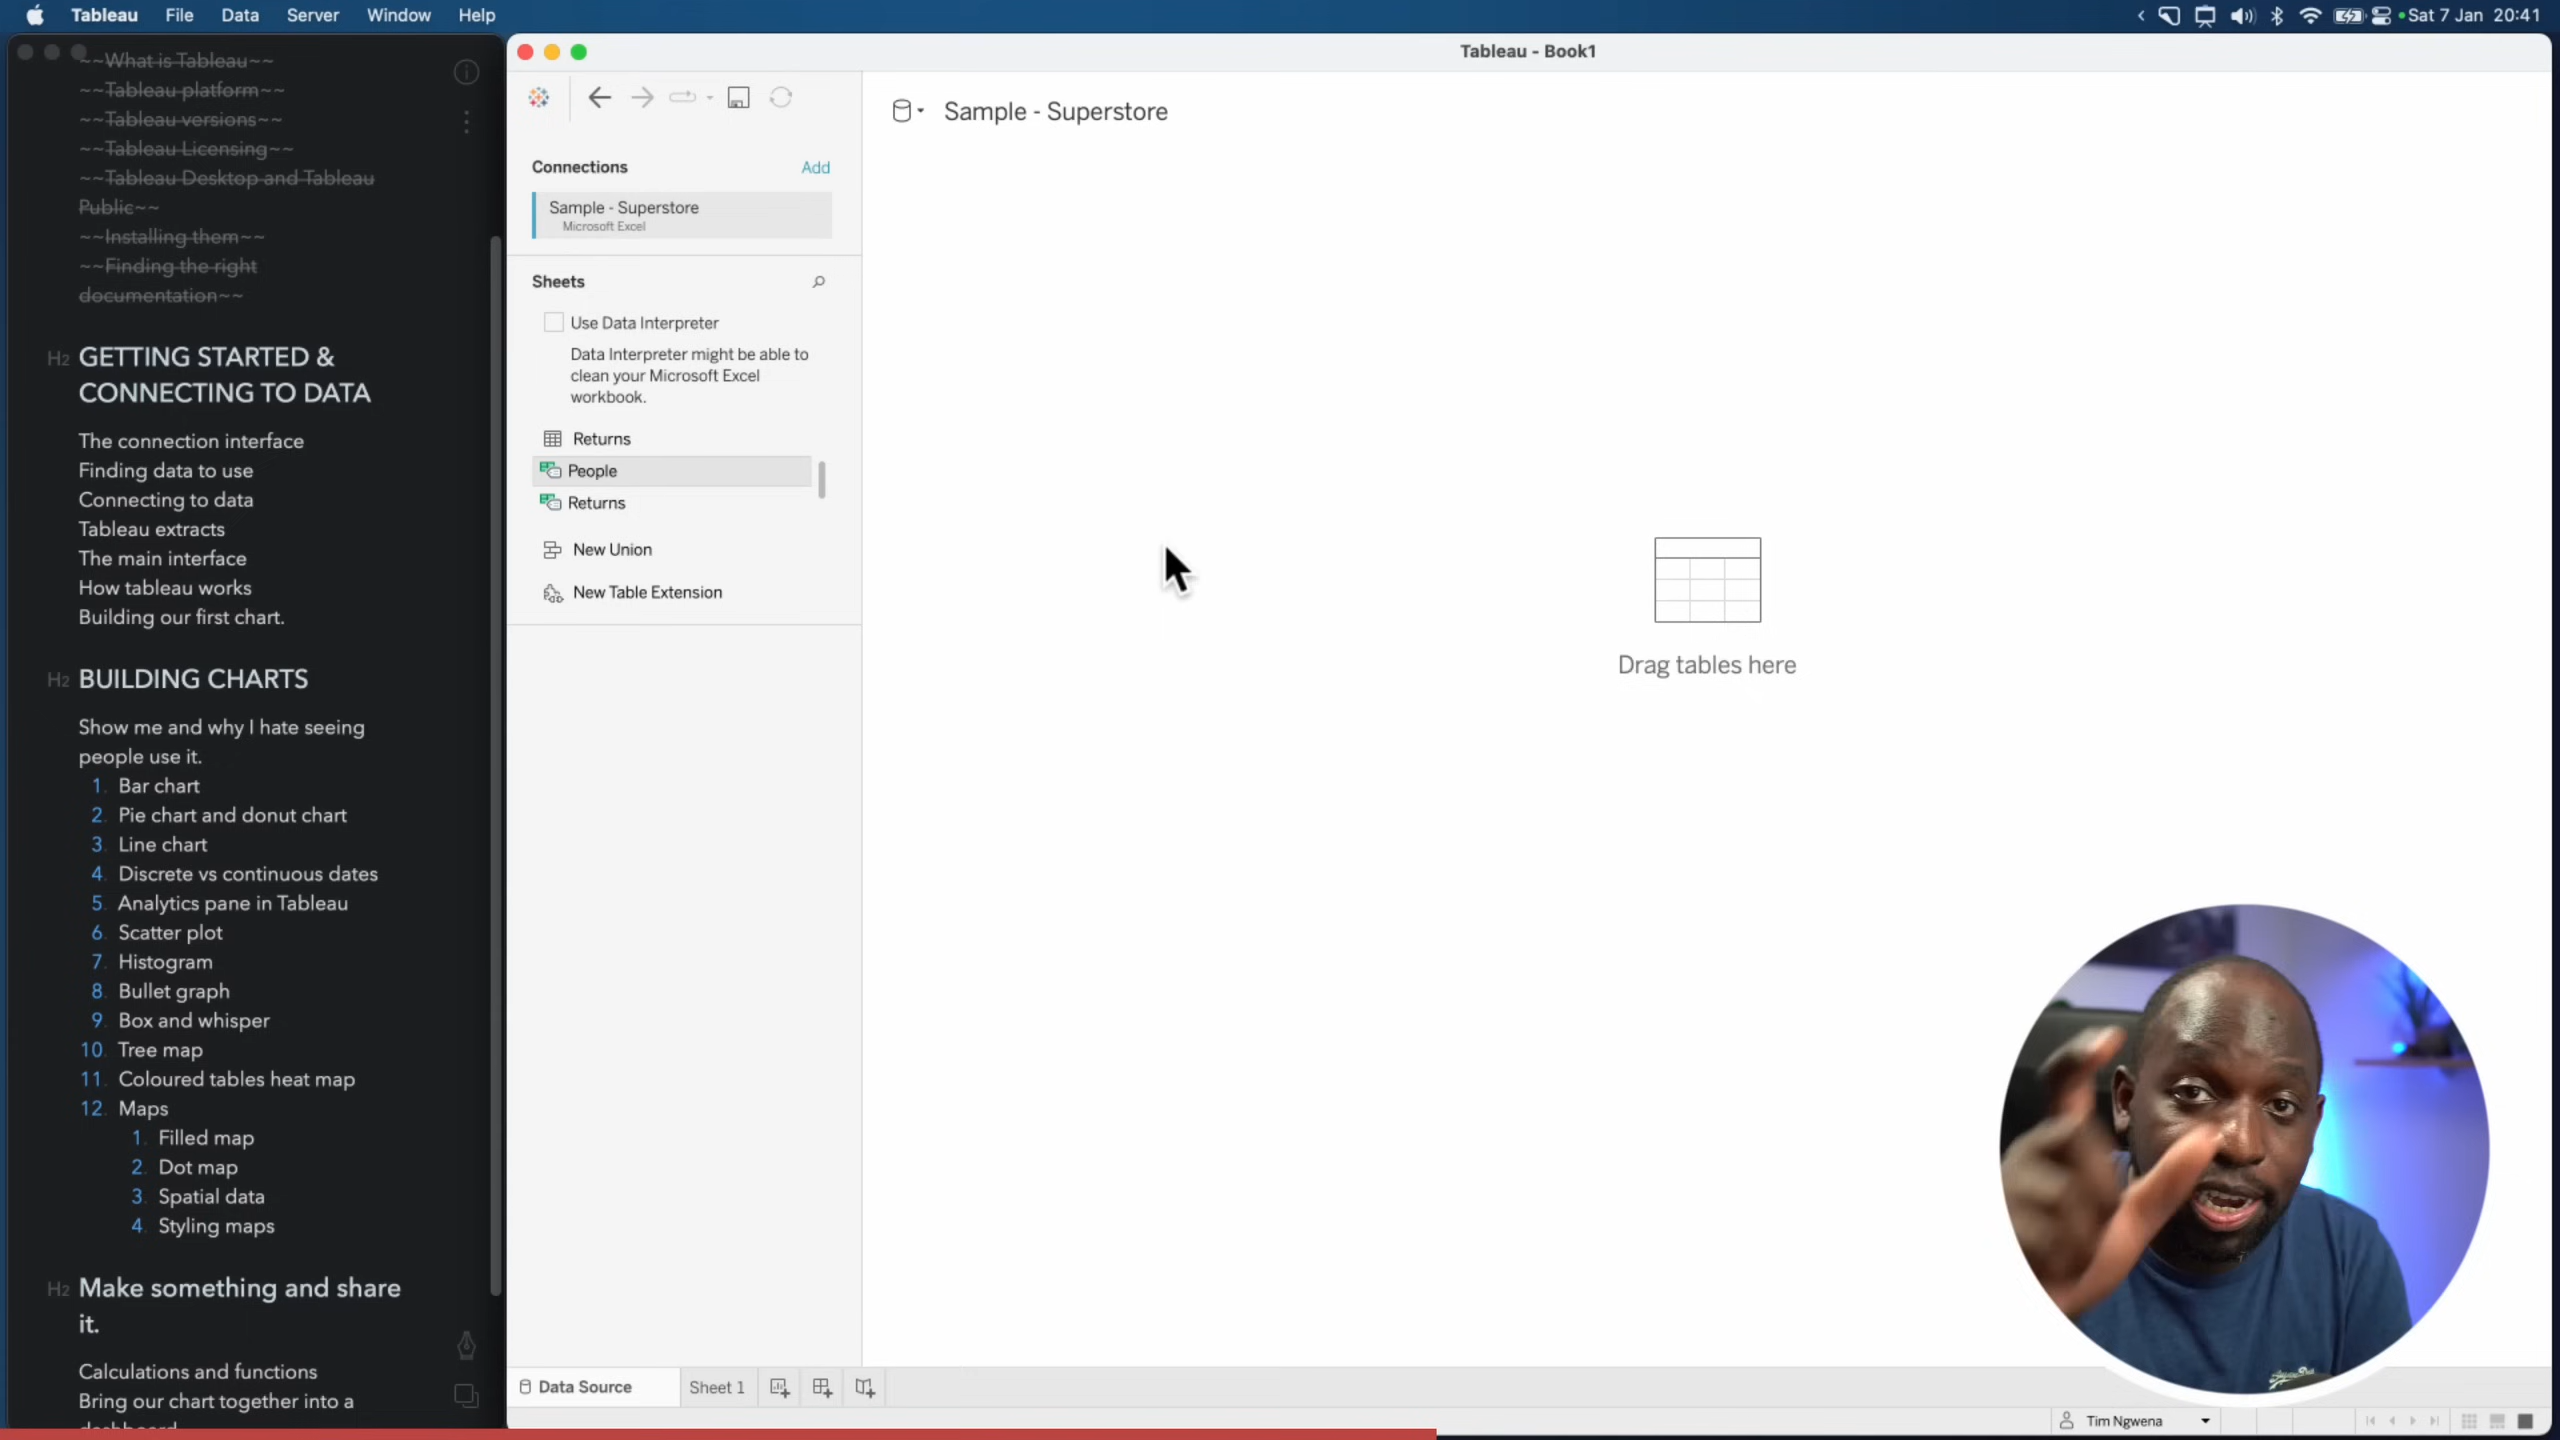 Tableau File Data Server Window Help
Sat 7 Jan 20:41
~~What is Tableau~~
~~Tableau platform~~
~~Tableau versions~~
~~Tableau Licensing~~
~~Tableau Desktop and Tableau
Public~~
~~Installing them~~
~~Finding the right
documentation~~
H2 GETTING STARTED &
CONNECTING TO DATA
The connection interface
Finding data to use
Connecting to data
Tableau extracts
The main interface
How tableau works
Building our first chart.
H2 BUILDING CHARTS
Show me and why I hate seeing
people use it.
1. Bar chart
2. Pie chart and donut chart
3. Line chart
4. Discrete vs continuous dates
5. Analytics pane in Tableau
6. Scatter plot
7. Histogram
8. Bullet graph
9. Box and whisper
10. Tree map
11. Coloured tables heat map
12. Maps
1. Filled map
2. Dot map
3. Spatial data
4. Styling maps
H2 Make something and share
it.
Calculations and functions
Bring our chart together into a
dashboard
Tableau - Book1
Connections Add
Sample - Superstore
Microsoft Excel
Sheets
Use Data Interpreter
Data Interpreter might be able to
clean your Microsoft Excel
workbook.
Returns
People
Returns
New Union
New Table Extension
Sample - Superstore
Drag tables here
Data Source Sheet 1
Tim Ngwena